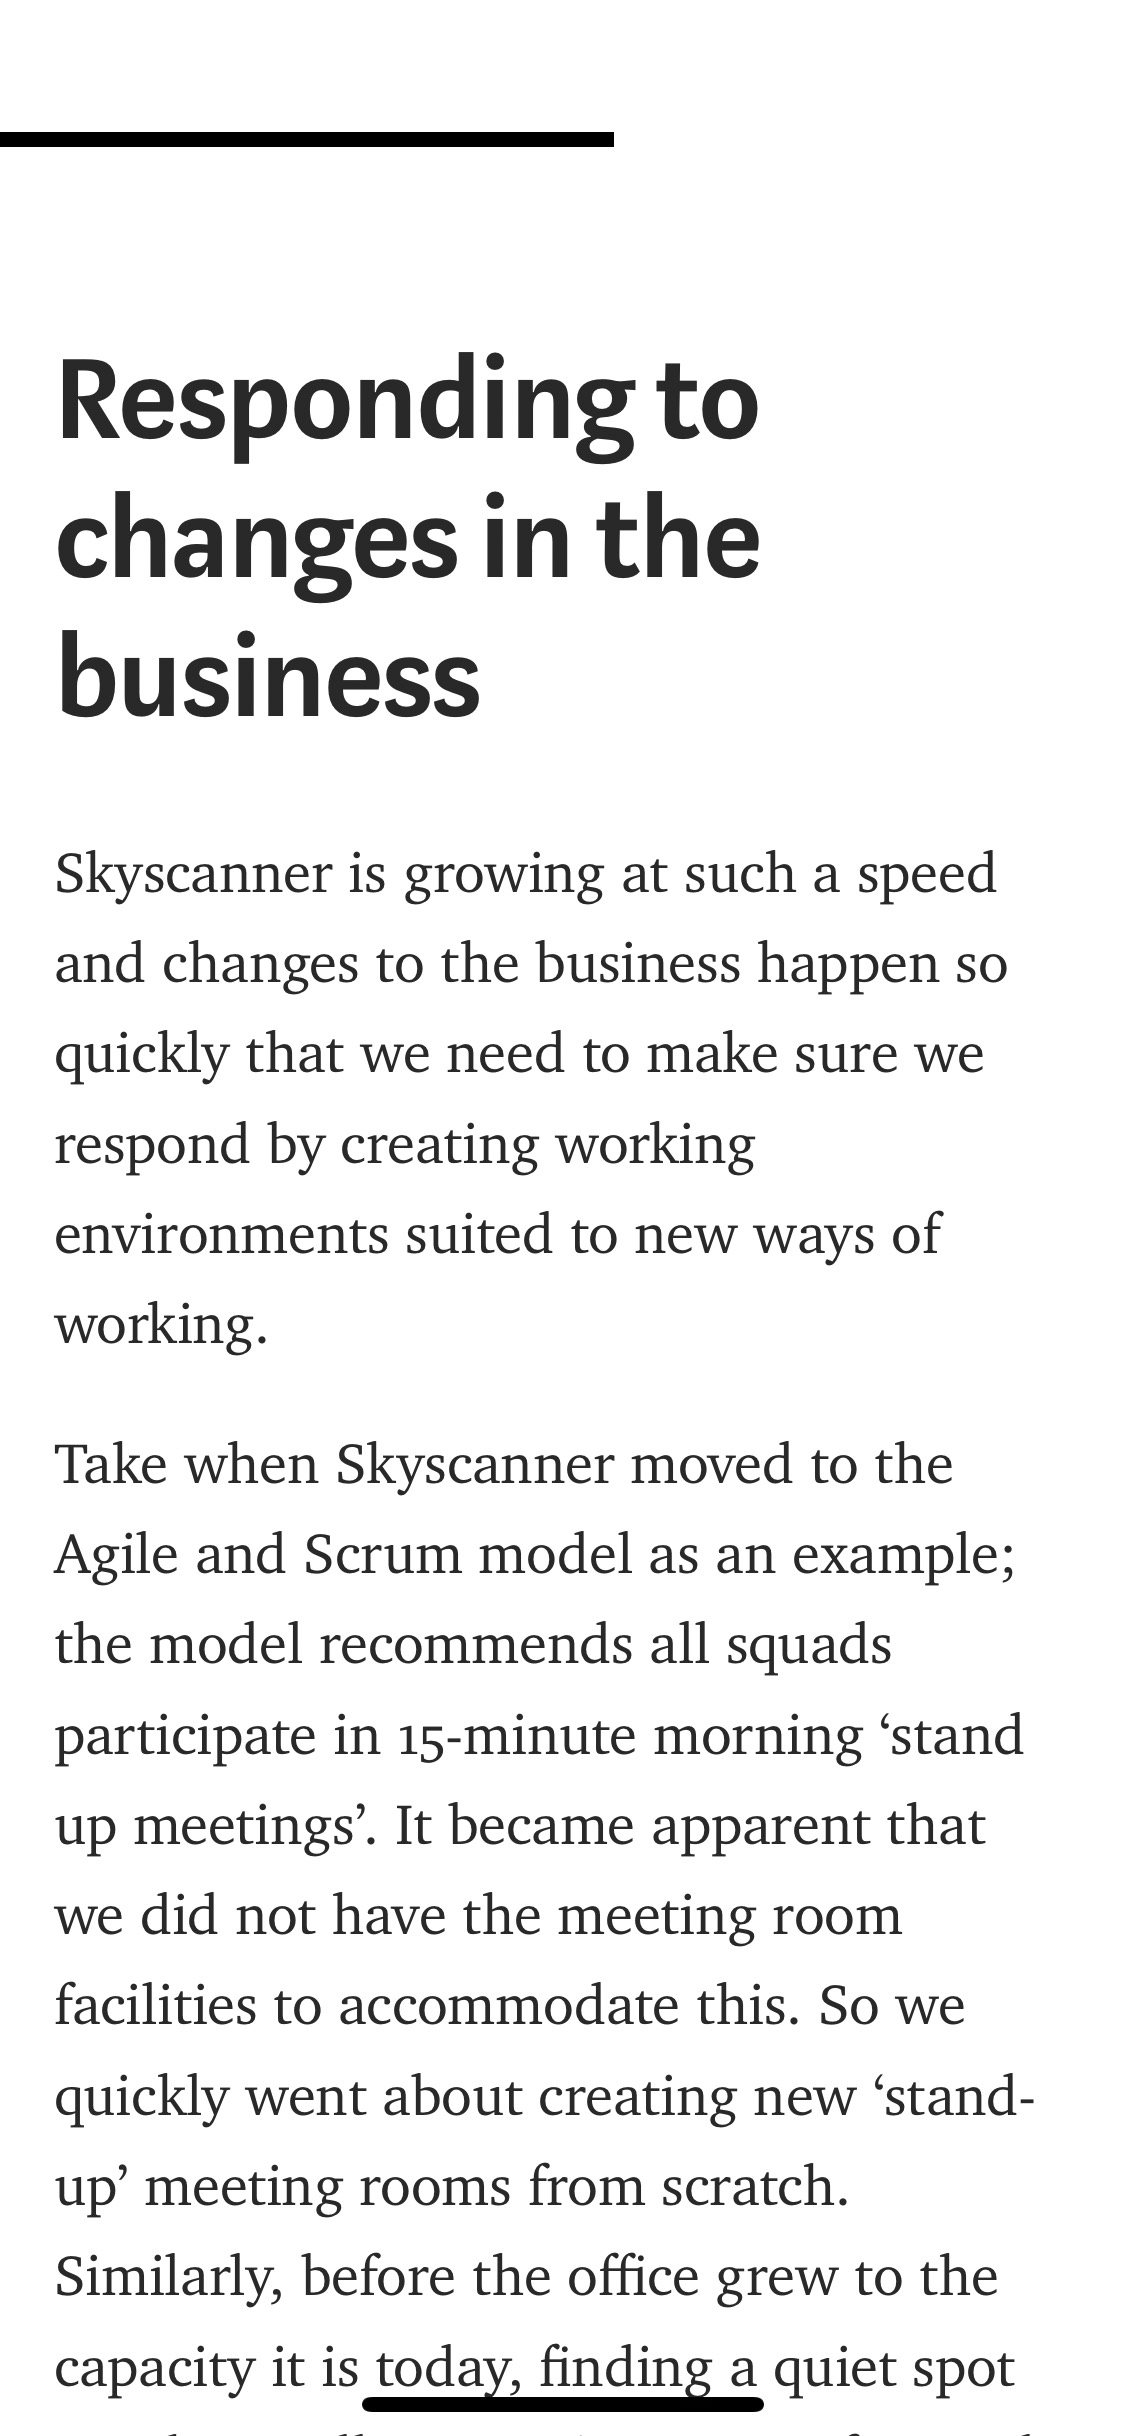 Responding to
changes in the
business
Skyscanner is growing at such a speed
and changes to the business happen so
quickly that we need to make sure we
respond by creating working
environments suited to new ways of
working.
Take when Skyscanner moved to the
Agile and Scrum model as an example;
the model recommends all squads
participate in 15-minute morning ‘stand
up meetings’. It became apparent that
we did not have the meeting room
facilities to accommodate this. So we
quickly went about creating new ‘stand-
up’ meeting rooms from scratch.
Similarly, before the office grew to the
capacity it is today, finding a quiet spot